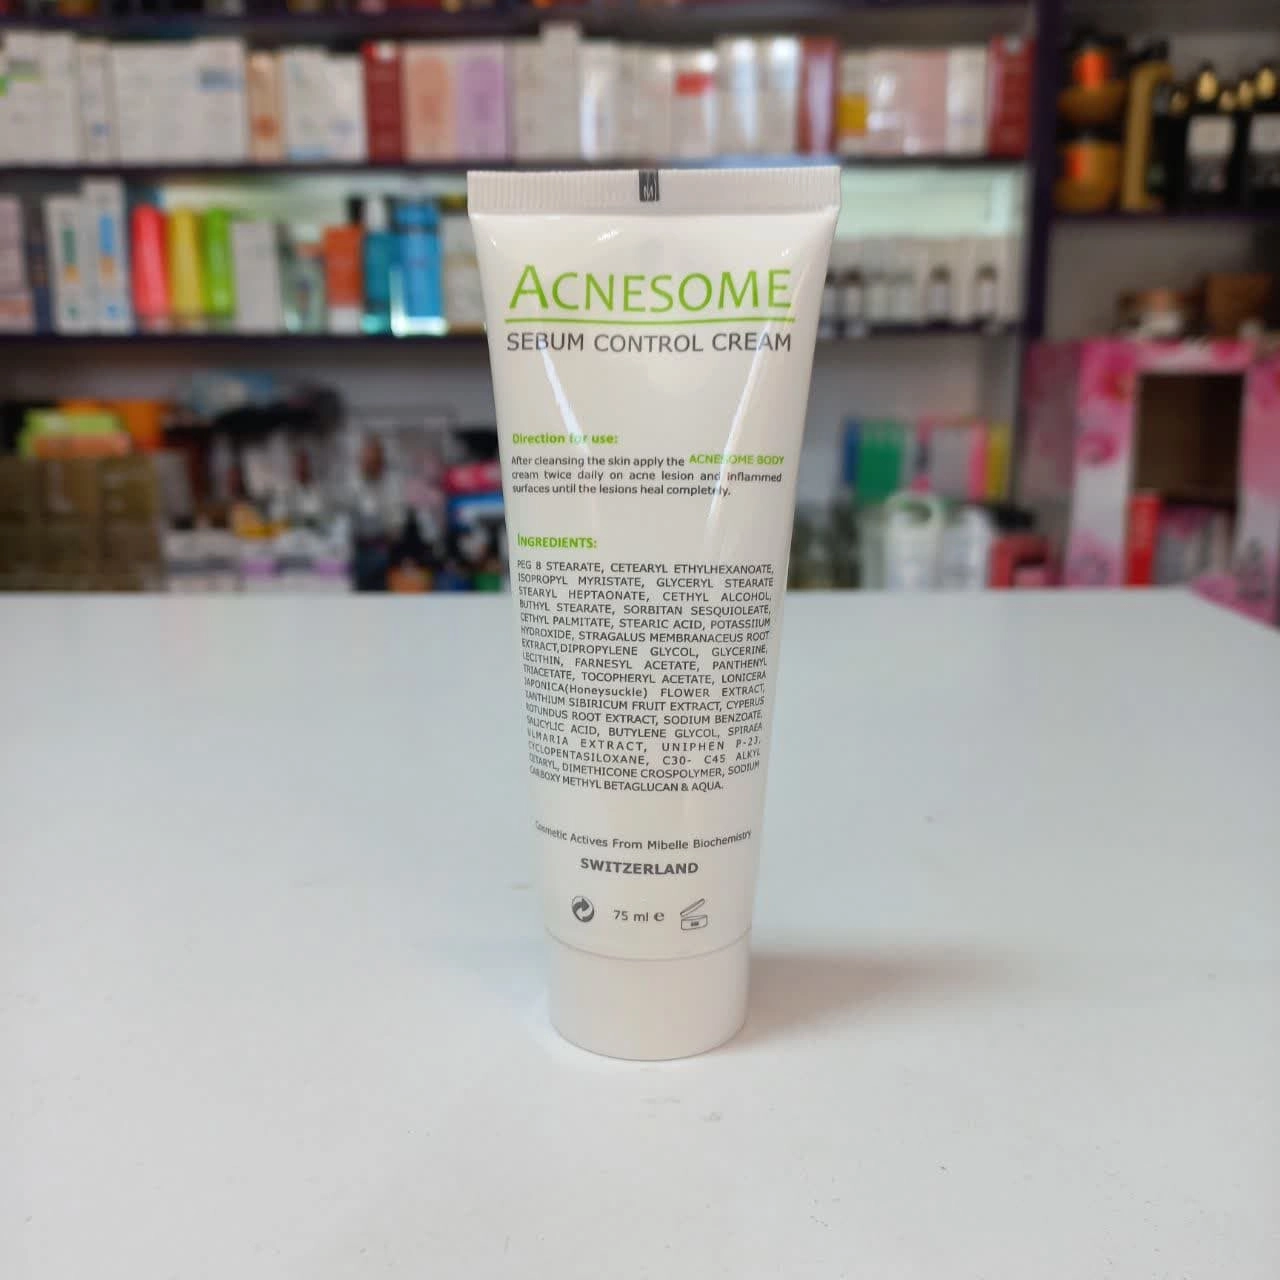 M
ACNESOME
SEBUM CONTROL CREAM
Direction for use:
After cleansing the skin apply the ACNESOME BODY
cream twice daily on acne lesion and inflammed
surfaces until the lesions heal completely.
INGREDIENTS:
PEG 8 STEARATE, CETEARYL ETHYLHEXANOATE,
ISOPROPYL MYRISTATE, GLYCERYL STEARATE
STEARYL HEPTAONATE, CETHYL ALCOHOL,
BUTHYL STEARATE, SORBITAN SESQUIOLEATE,
CETHYL PALMITATE, STEARIC ACID, POTASSIIUM
HYDROXIDE, STRAGALUS MEMBRANACEUS ROOT
EXTRACT,DIPROPYLENE GLYCOL, GLYCERINE,
LECITHIN, FARNESYL ACETATE, PANTHENYL
TRIACETATE, TOCOPHERYL ACETATE, LONICERA
JAPONICA(Honeysuckle) FLOWER EXTRACT,
XANTHIUM SIBIRICUM FRUIT EXTRACT, CYPERUS
ROTUNDUS ROOT EXTRACT, SODIUM BENZOATE,
SALICYLIC ACID, BUTYLENE GLYCOL, SPIRAEA
ULMARIA EXTRACT, UNIPHEN P-23,
CYCLOPENTASILOXANE, C30- C45 ALKYL
CETARYL, DIMETHICONE CROSPOLYMER, SODIUM
CARBOXY METHYL BETAGLUCAN & AQUA.
Cosmetic Actives From Mibelle Biochemistry
SWITZERLAND
75 ml e